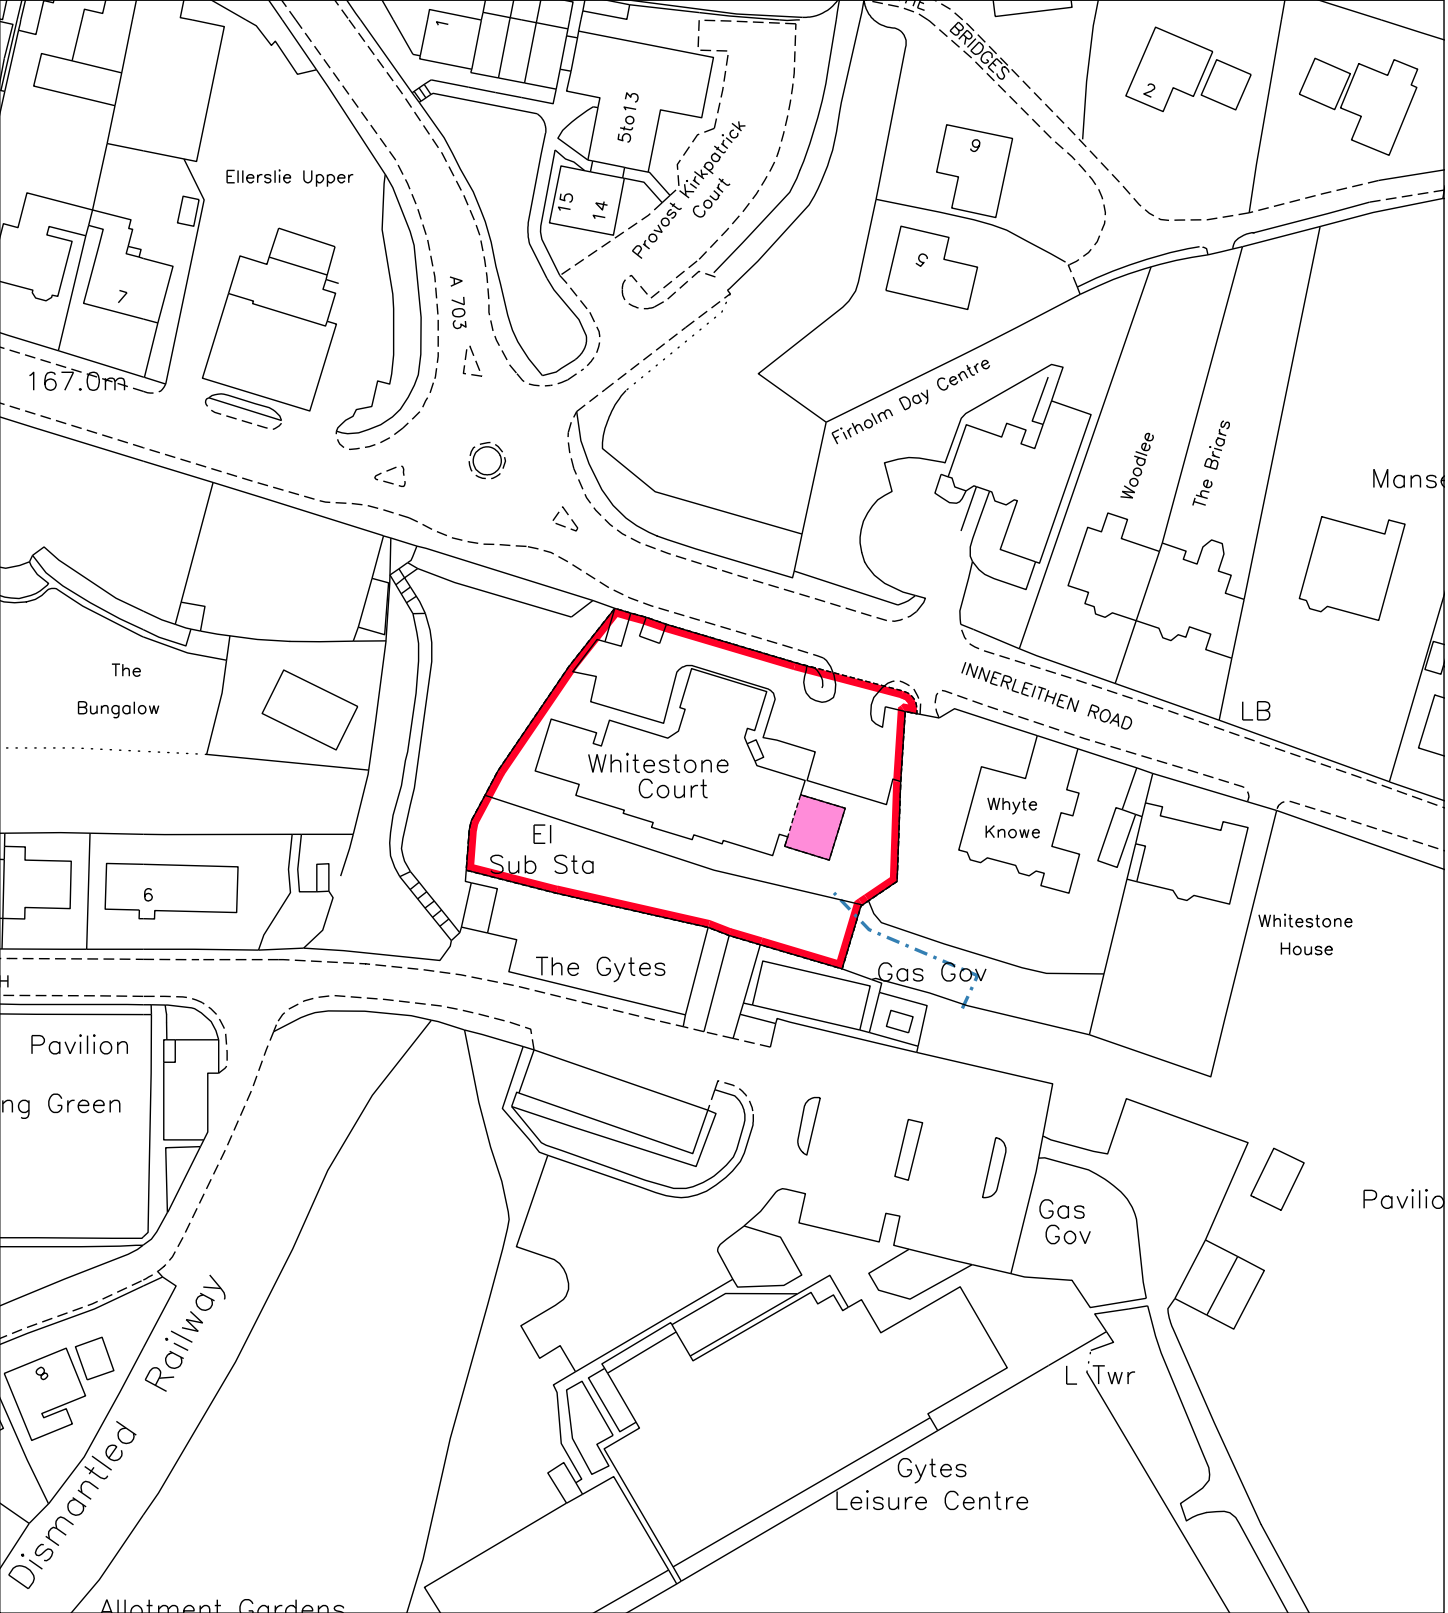 HE
BRIDGES
1
2
5to13
9
Ellerslie Upper
15
14
Provost Kirkpatrick
Court
5
7
A 703
167.0m
Firholm Day Centre
Woodlee
The Briars
Manse
The
Bungalow
INNERLEITHEN ROAD
LB
Whitestone
Court
Whyte
Knowe
El
Sub Sta
6
Whitestone
House
The Gytes
Gas Gov
H
Pavilion
ng Green
Gas
Gov
Pavilio
8
Dismantled Railway
L Twr
Gytes
Leisure Centre
Allotment Gardens